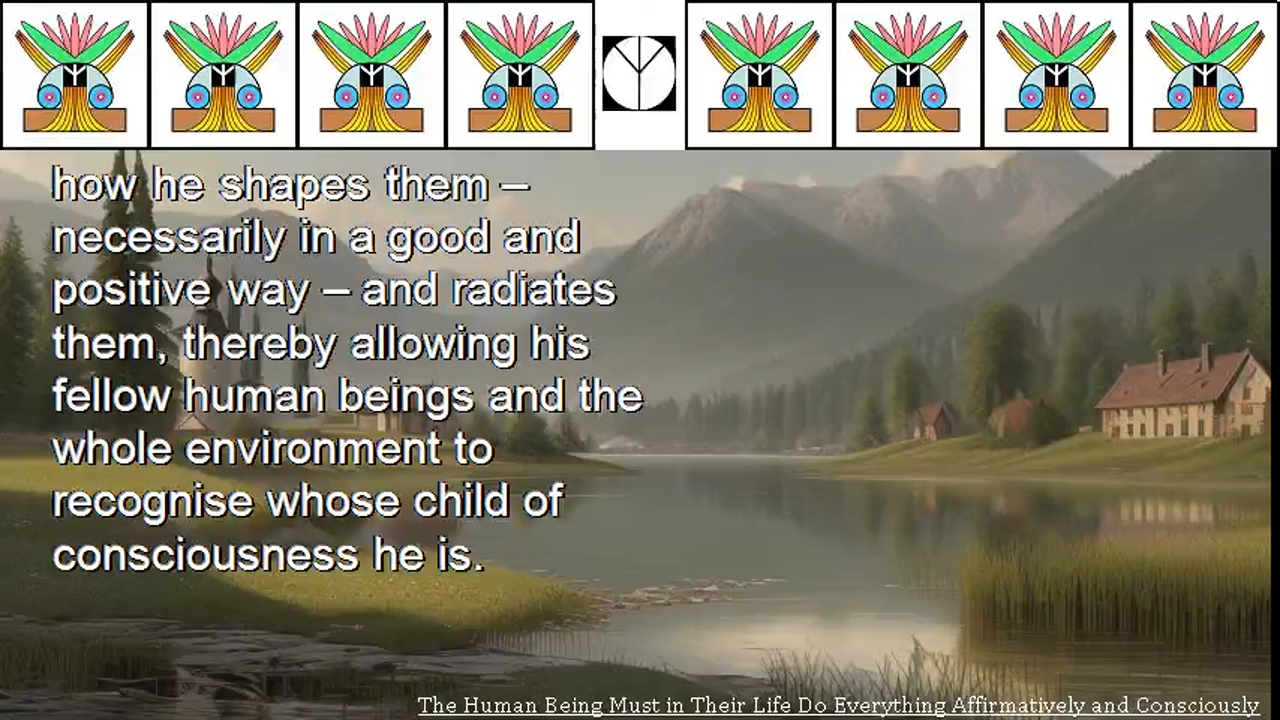 how he shapes them –
necessarily in a good and
positive way – and radiates
them, thereby allowing his
fellow human beings and the
whole environment to
recognise whose child of
consciousness he is.
The Human Being Must in Their Life Do Everything Affirmatively and Consciously